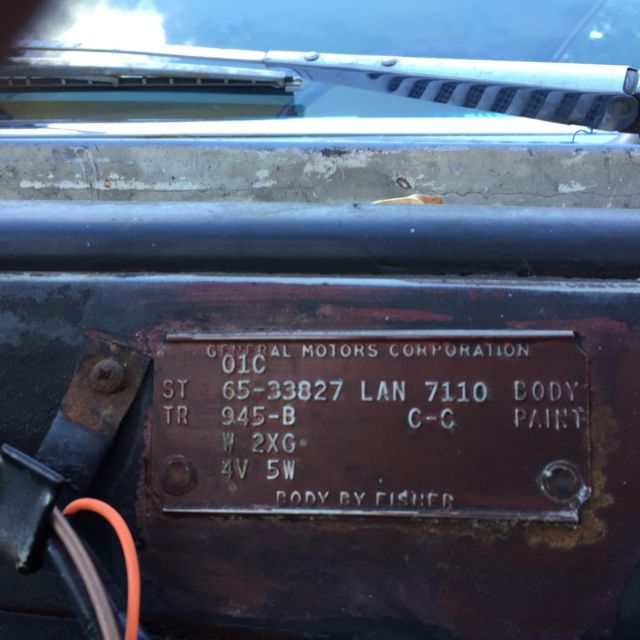 GENERAL MOTORS CORPORATION
01C
ST 65-33827 LAN 7110 BODY
TR 945-B C-C PAINT
W 2XG
4V 5W
BODY BY FISHER